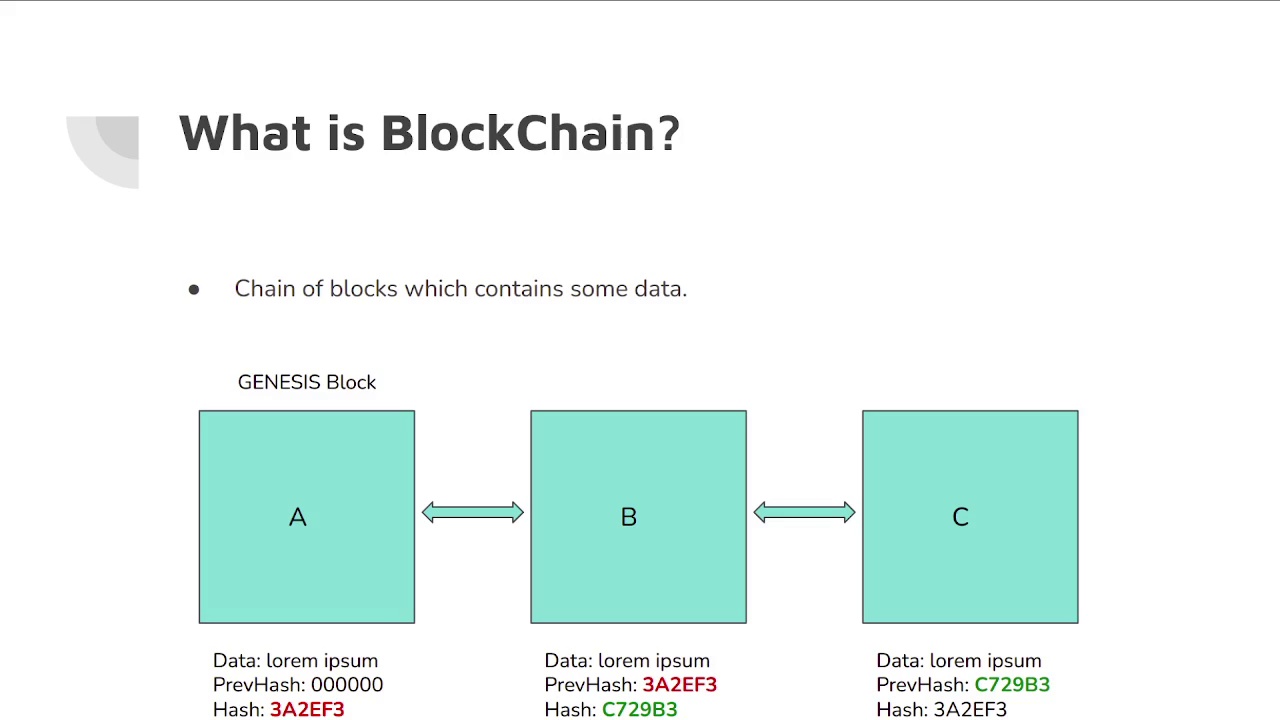 What is BlockChain?
● Chain of blocks which contains some data.
GENESIS Block
A
B
C
Data: lorem ipsum
PrevHash: 000000
Hash: 3A2EF3
Data: lorem ipsum
PrevHash: 3A2EF3
Hash: C729B3
Data: lorem ipsum
PrevHash: C729B3
Hash: 3A2EF3